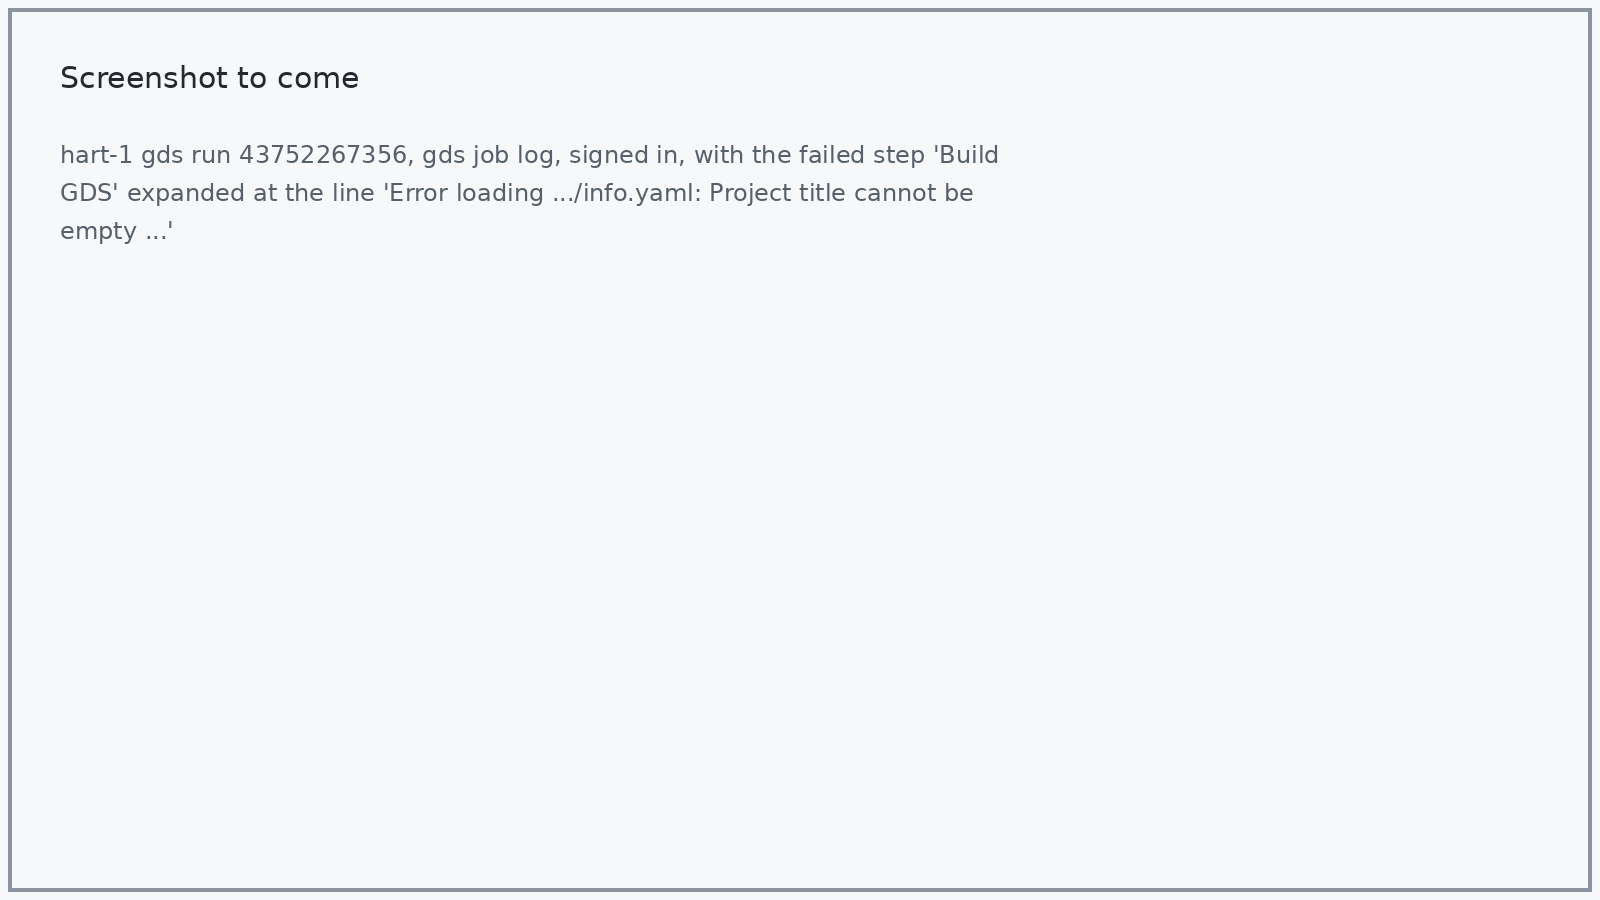 Screenshot to come
hart-1 gds run 43752267356, gds job log, signed in, with the failed step 'Build
GDS' expanded at the line 'Error loading .../info.yaml: Project title cannot be
empty ...'